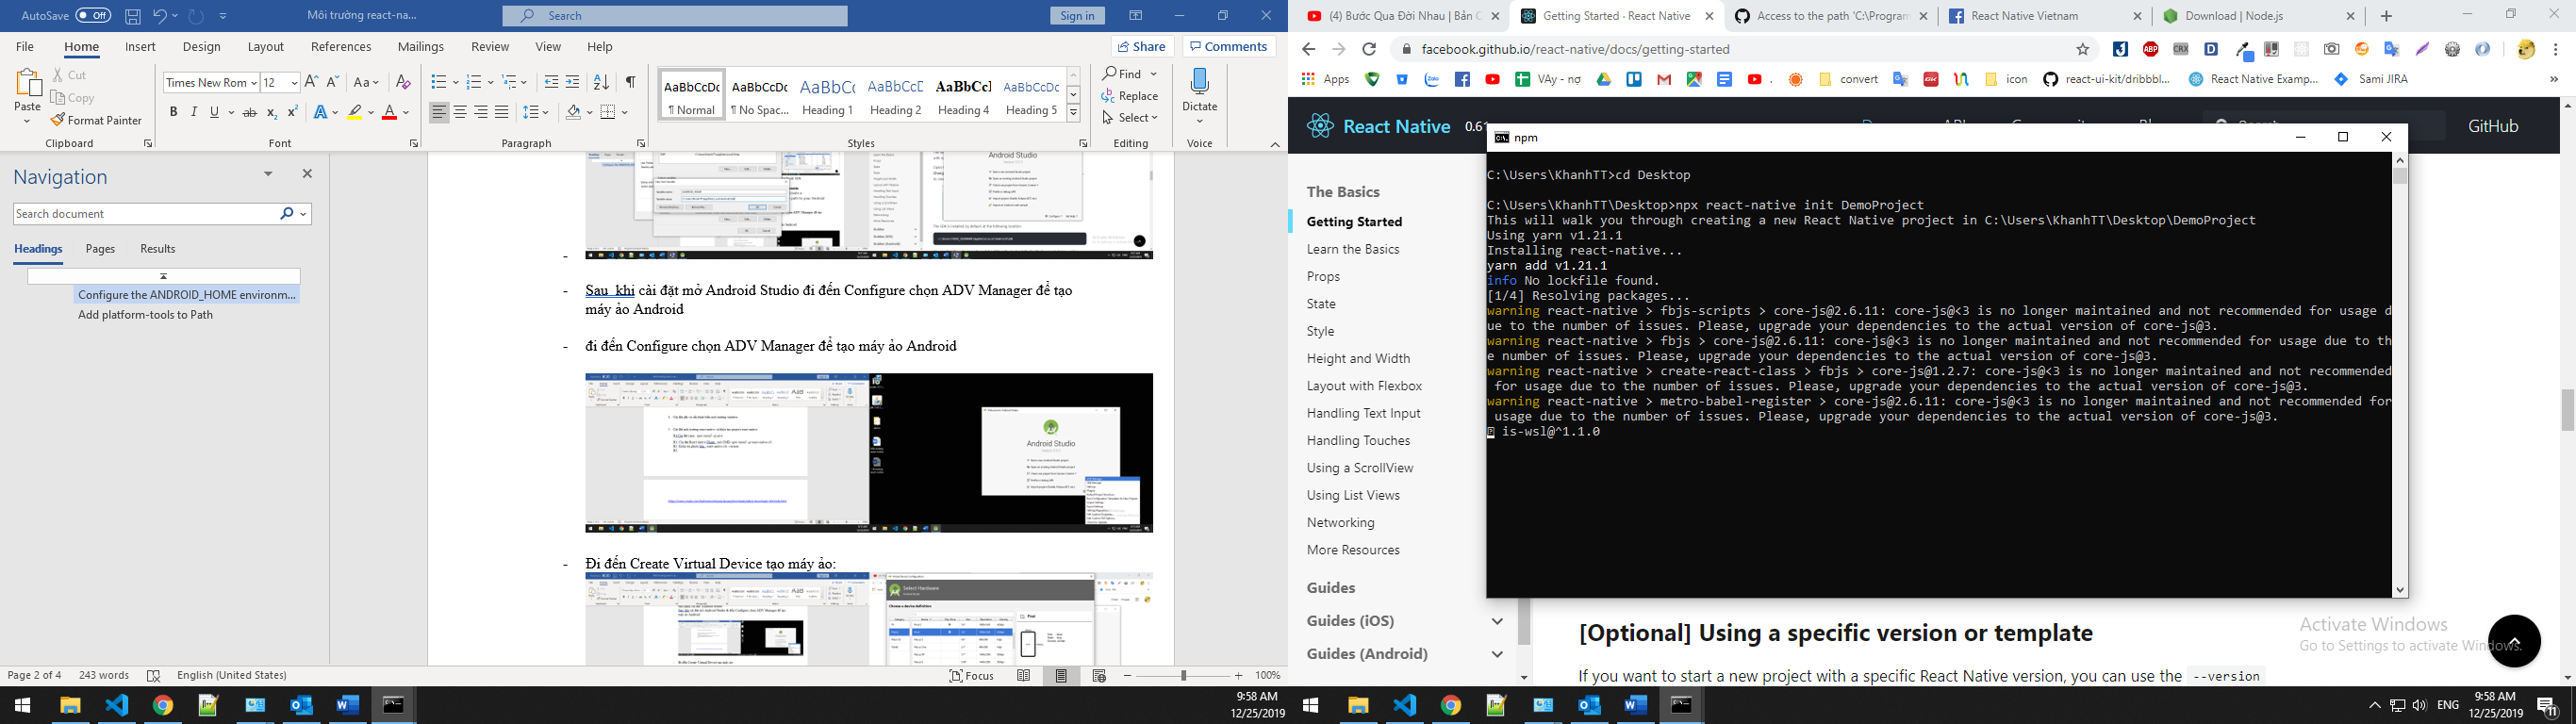 AutoSave Off
Môi trường react-na...
Search
Sign in
File Home Insert Design Layout References Mailings Review View Help
Share Comments
Paste
Cut
Copy
Format Painter
Clipboard
Times New Rom 12
Font
Paragraph
AaBbCcDc AaBbCcDc AaBbCc AaBbCcD AaBbCcI AaBbCcDc
¶ Normal ¶ No Spac... Heading 1 Heading 2 Heading 4 Heading 5
Styles
Find
Replace
Select
Editing
Dictate
Voice
Navigation
Search document
Headings Pages Results
Configure the ANDROID_HOME environm...
Add platform-tools to Path
-
- Sau khi cài đặt mở Android Studio đi đến Configure chọn ADV Manager để tạo
máy ảo Android
- đi đến Configure chọn ADV Manager để tạo máy ảo Android
Android Studio
- Đi đến Create Virtual Device tạo máy ảo:
Select Hardware
Page 2 of 4 243 words English (United States)
Focus
100%
9:58 AM
12/25/2019
(4) Bước Qua Đời Nhau | Bản C
Getting Started · React Native
Access to the path 'C:\Program
React Native Vietnam
Download | Node.js
facebook.github.io/react-native/docs/getting-started
Apps
VAy - nợ
convert
icon
react-ui-kit/dribbbl...
React Native Examp...
Sami JIRA
React Native 0.61
GitHub
The Basics
Getting Started
Learn the Basics
Props
State
Style
Height and Width
Layout with Flexbox
Handling Text Input
Handling Touches
Using a ScrollView
Using List Views
Networking
More Resources
Guides
Guides (iOS)
Guides (Android)
npm
C:\Users\KhanhTT>cd Desktop
C:\Users\KhanhTT\Desktop>npx react-native init DemoProject
This will walk you through creating a new React Native project in C:\Users\KhanhTT\Desktop\DemoProject
Using yarn v1.21.1
Installing react-native...
yarn add v1.21.1
info No lockfile found.
[1/4] Resolving packages...
warning react-native > fbjs-scripts > core-js@2.6.11: core-js@<3 is no longer maintained and not recommended for usage d
ue to the number of issues. Please, upgrade your dependencies to the actual version of core-js@3.
warning react-native > fbjs > core-js@2.6.11: core-js@<3 is no longer maintained and not recommended for usage due to th
e number of issues. Please, upgrade your dependencies to the actual version of core-js@3.
warning react-native > create-react-class > fbjs > core-js@1.2.7: core-js@<3 is no longer maintained and not recommended
for usage due to the number of issues. Please, upgrade your dependencies to the actual version of core-js@3.
warning react-native > metro-babel-register > core-js@2.6.11: core-js@<3 is no longer maintained and not recommended for
usage due to the number of issues. Please, upgrade your dependencies to the actual version of core-js@3.
is-wsl@^1.1.0
[Optional] Using a specific version or template
If you want to start a new project with a specific React Native version, you can use the --version
Activate Windows
Go to Settings to activate Windows.
ENG
9:58 AM
12/25/2019
11